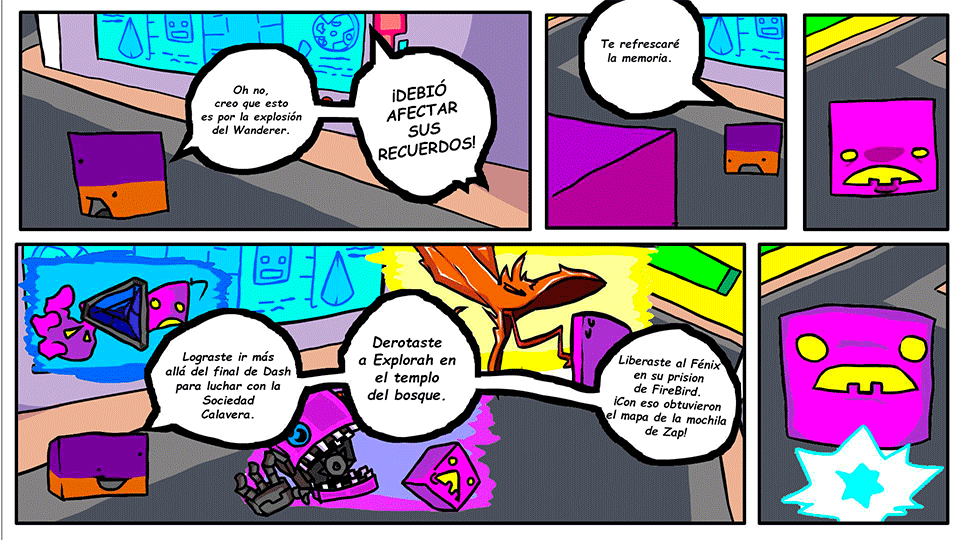 Oh no,
creo que esto
es por la explosión
del Wanderer.
¡DEBIÓ
AFECTAR
SUS
RECUERDOS!
Te refrescaré
la memoria.
Lograste ir más
allá del final de Dash
para luchar con la
Sociedad
Calavera.
Derotaste
a Explorah en
el templo
del bosque.
Liberaste al Fénix
en su prision
de FireBird.
¡Con eso obtuvieron
el mapa de la mochila
de Zap!